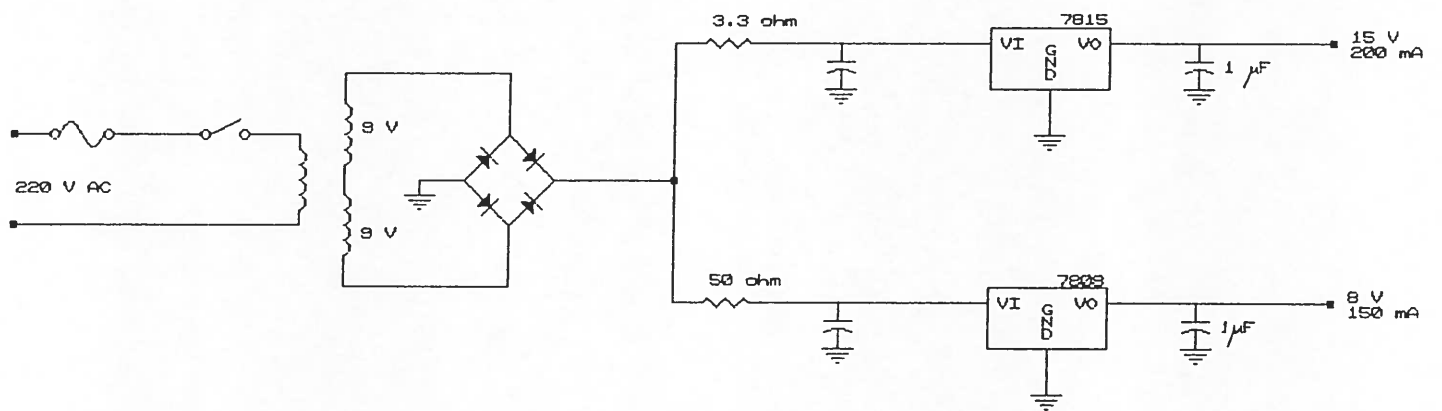 3.3 ohm
7815
VI
VO
GND
15 V
200 mA
1 µF
9 V
220 V AC
9 V
50 ohm
7808
VI
VO
GND
8 V
150 mA
1µF